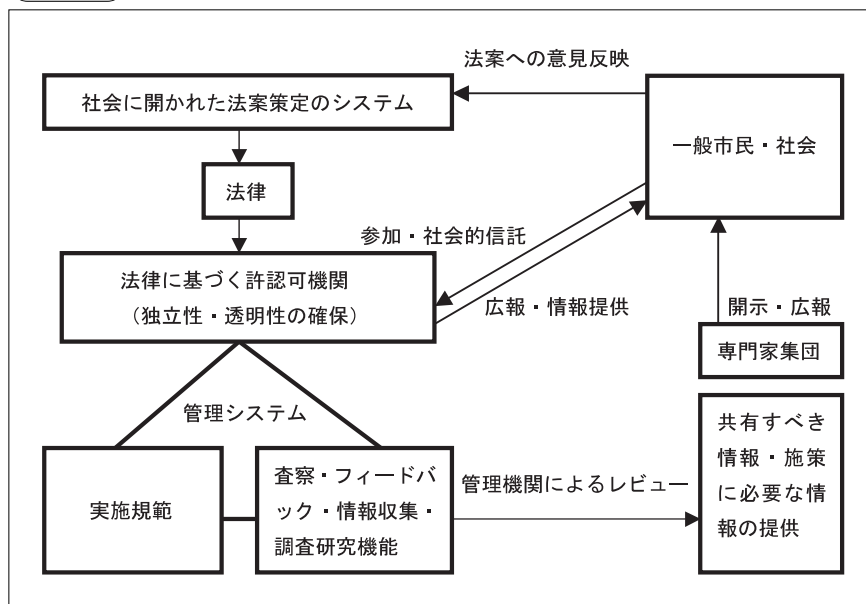 法案への意見反映
社会に開かれた法案策定のシステム
一般市民・社会
法律
参加・社会的信託
法律に基づく許認可機関
（独立性・透明性の確保）
広報・情報提供
開示・広報
専門家集団
管理システム
実施規範
査察・フィードバ
ック・情報収集・
調査研究機能
管理機関によるレビュー
共有すべき
情報・施策
に必要な情
報の提供